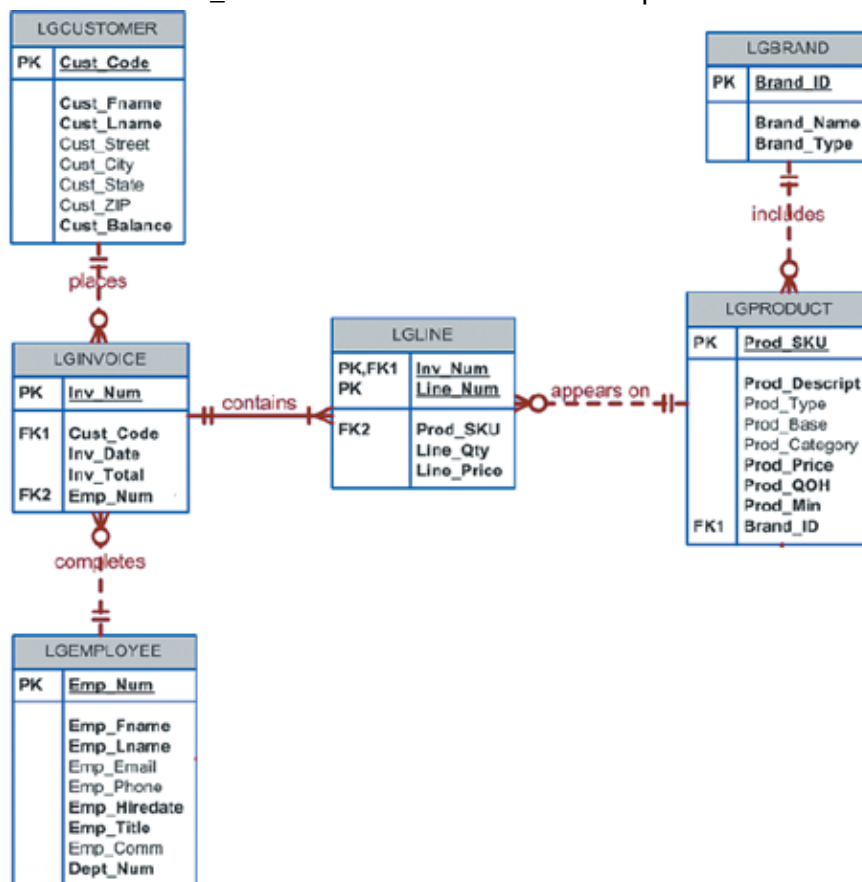 LGCUSTOMER
PK Cust_Code
Cust_Fname
Cust_Lname
Cust_Street
Cust_City
Cust_State
Cust_ZIP
Cust_Balance
places
LGBRAND
PK Brand_ID
Brand_Name
Brand_Type
includes
LGINVOICE
PK Inv_Num
FK1 Cust_Code
Inv_Date
Inv_Total
FK2 Emp_Num
contains
LGLINE
PK,FK1 Inv_Num
PK Line_Num
FK2 Prod_SKU
Line_Qty
Line_Price
appears on
LGPRODUCT
PK Prod_SKU
Prod_Descript
Prod_Type
Prod_Base
Prod_Category
Prod_Price
Prod_QOH
Prod_Min
FK1 Brand_ID
completes
LGEMPLOYEE
PK Emp_Num
Emp_Fname
Emp_Lname
Emp_Email
Emp_Phone
Emp_Hiredate
Emp_Title
Emp_Comm
Dept_Num